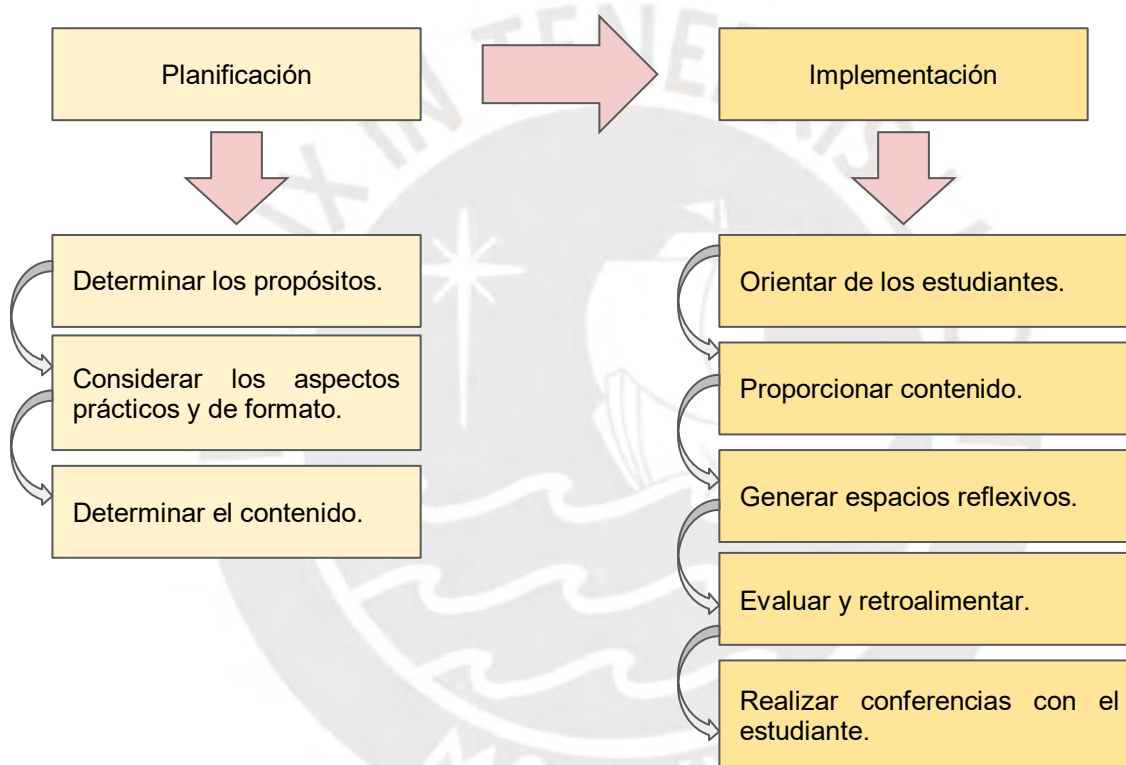 Planificación
Implementación
Determinar los propósitos.
Considerar los aspectos
prácticos y de formato.
Determinar el contenido.
Orientar de los estudiantes.
Proporcionar contenido.
Generar espacios reflexivos.
Evaluar y retroalimentar.
Realizar conferencias con el
estudiante.